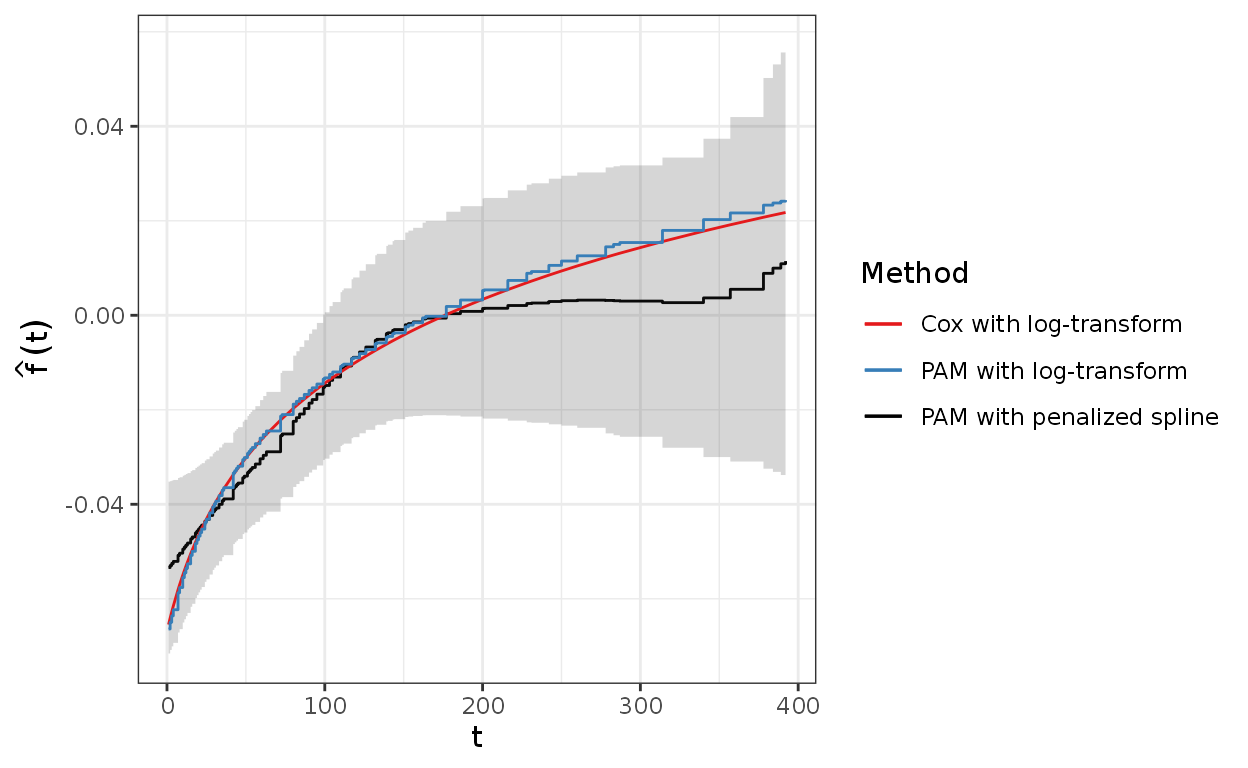 0.04
0.00
-0.04
f̂(t)
0
100
200
300
400
t
Method
Cox with log-transform
PAM with log-transform
PAM with penalized spline